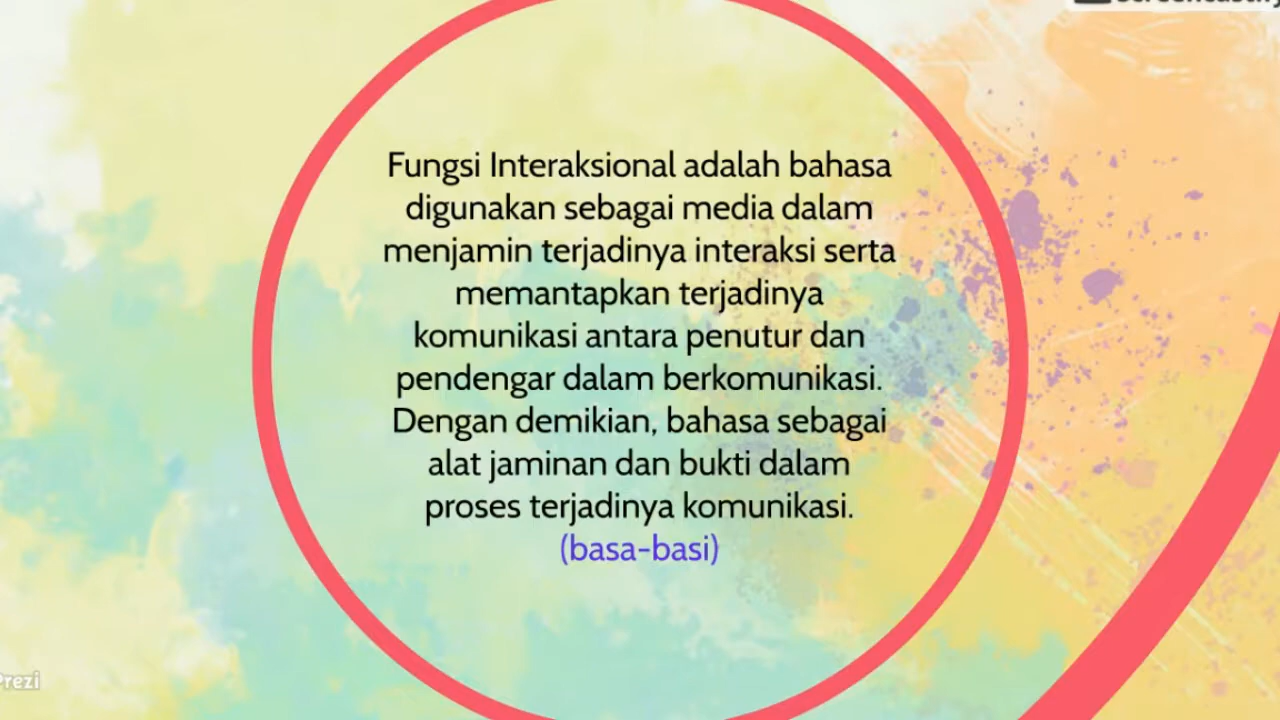 Fungsi Interaksional adalah bahasa
digunakan sebagai media dalam
menjamin terjadinya interaksi serta
memantapkan terjadinya
komunikasi antara penutur dan
pendengar dalam berkomunikasi.
Dengan demikian, bahasa sebagai
alat jaminan dan bukti dalam
proses terjadinya komunikasi.
(basa-basi)
Prezi